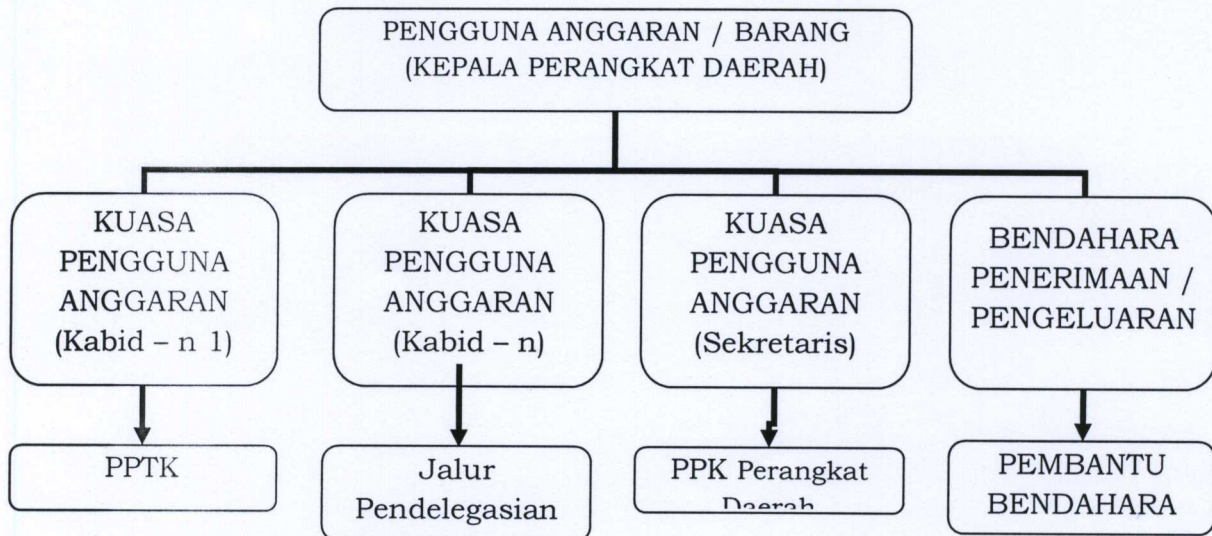 PENGGUNA ANGGARAN / BARANG
(KEPALA PERANGKAT DAERAH)
KUASA
PENGGUNA
ANGGARAN
(Kabid – n 1)
KUASA
PENGGUNA
ANGGARAN
(Kabid – n)
KUASA
PENGGUNA
ANGGARAN
(Sekretaris)
BENDAHARA
PENERIMAAN /
PENGELUARAN
PPTK
Jalur
Pendelegasian
PPK Perangkat
Daerah
PEMBANTU
BENDAHARA